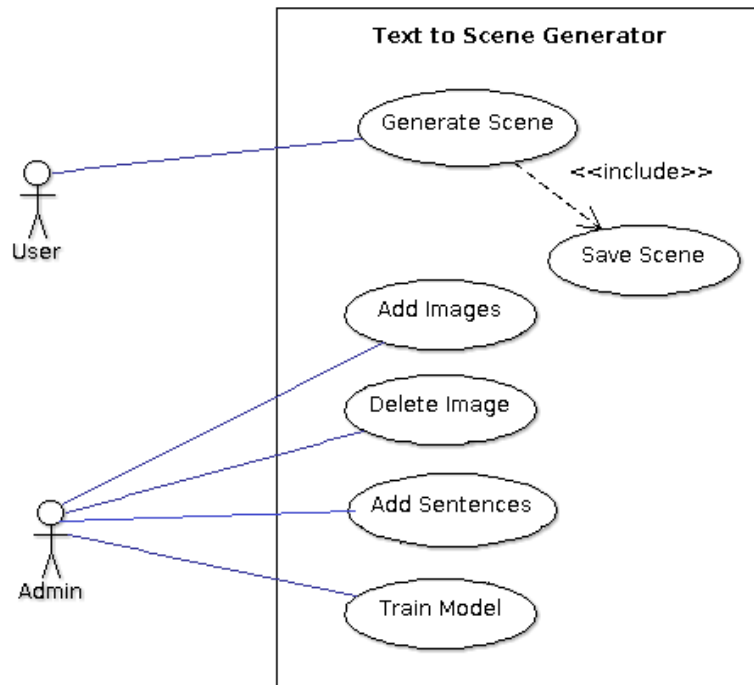 Text to Scene Generator
Generate Scene
<<include>>
User
Save Scene
Add Images
Delete Image
Add Sentences
Admin
Train Model